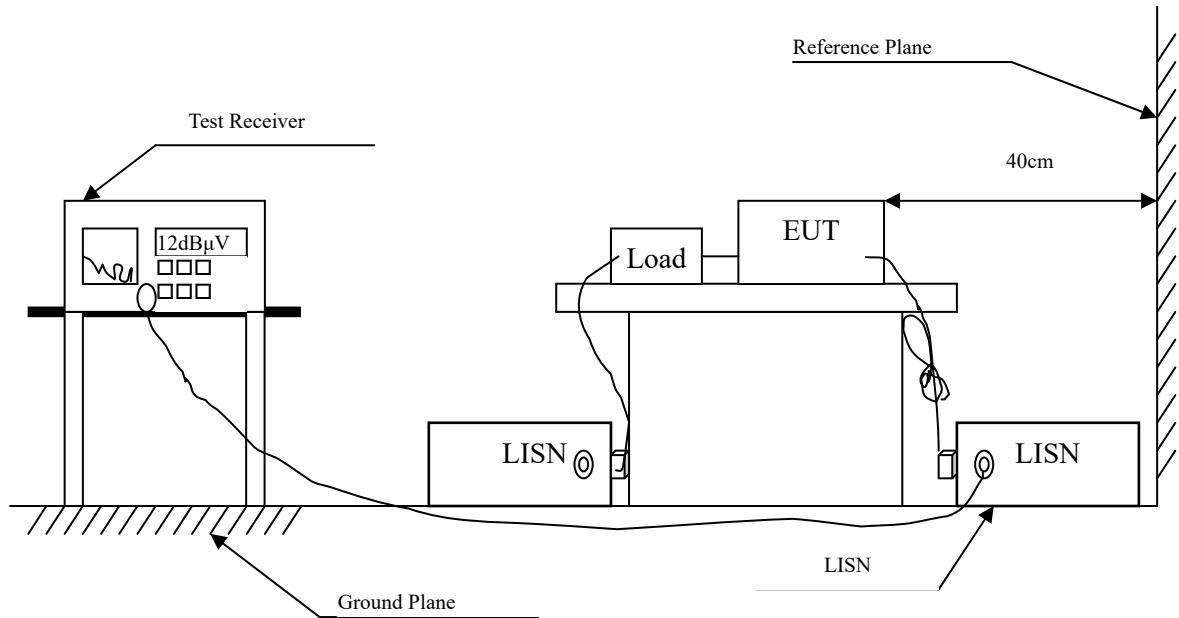 Reference Plane
Test Receiver
40cm
12dBμV
EUT
Load
LISN
LISN
LISN
Ground Plane